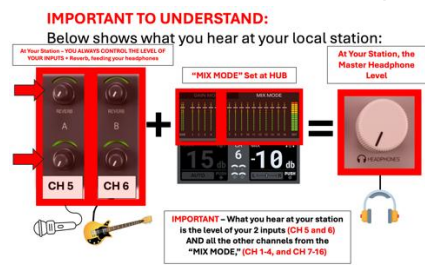 IMPORTANT TO UNDERSTAND:
Below shows what you hear at your local station:
At Your Station – YOU ALWAYS CONTROL THE LEVEL OF
YOUR INPUTS + Reverb, feeding your headphones
“MIX MODE” Set at HUB
At Your Station, the
Master Headphone
Level
REVERB
REVERB
MIX MODE
A
B
15
CH
6
-10
db
db
PUSH
HEADPHONES
CH 5
CH 6
IMPORTANT – What you hear at your station
is the level of your 2 inputs (CH 5 and 6)
AND all the other channels from the
“MIX MODE,” (CH 1-4, and CH 7-16)